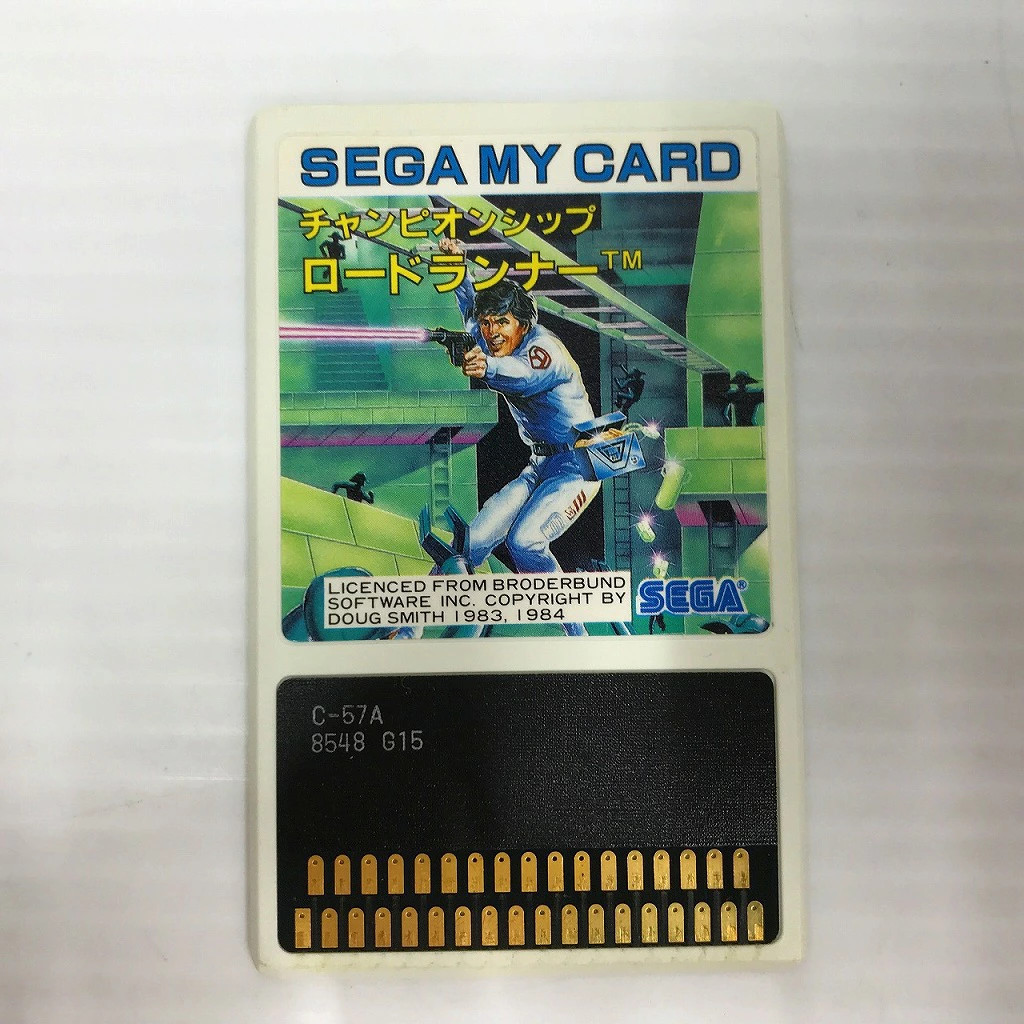 SEGA MY CARD
チャンピオンシップ
ロードランナー™
LICENCED FROM BRODERBUND
SOFTWARE INC. COPYRIGHT BY
DOUG SMITH 1983, 1984
SEGA®
C-57A
8548 G15